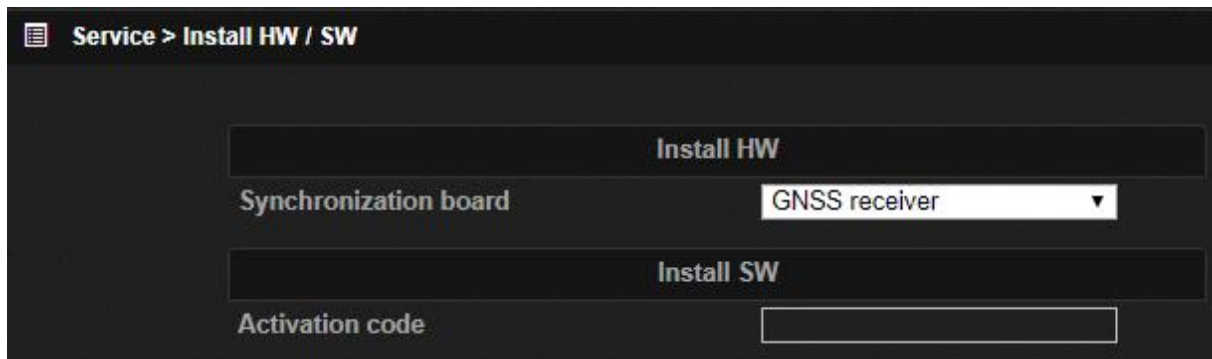 Service > Install HW / SW
Install HW
Synchronization board GNSS receiver
Install SW
Activation code